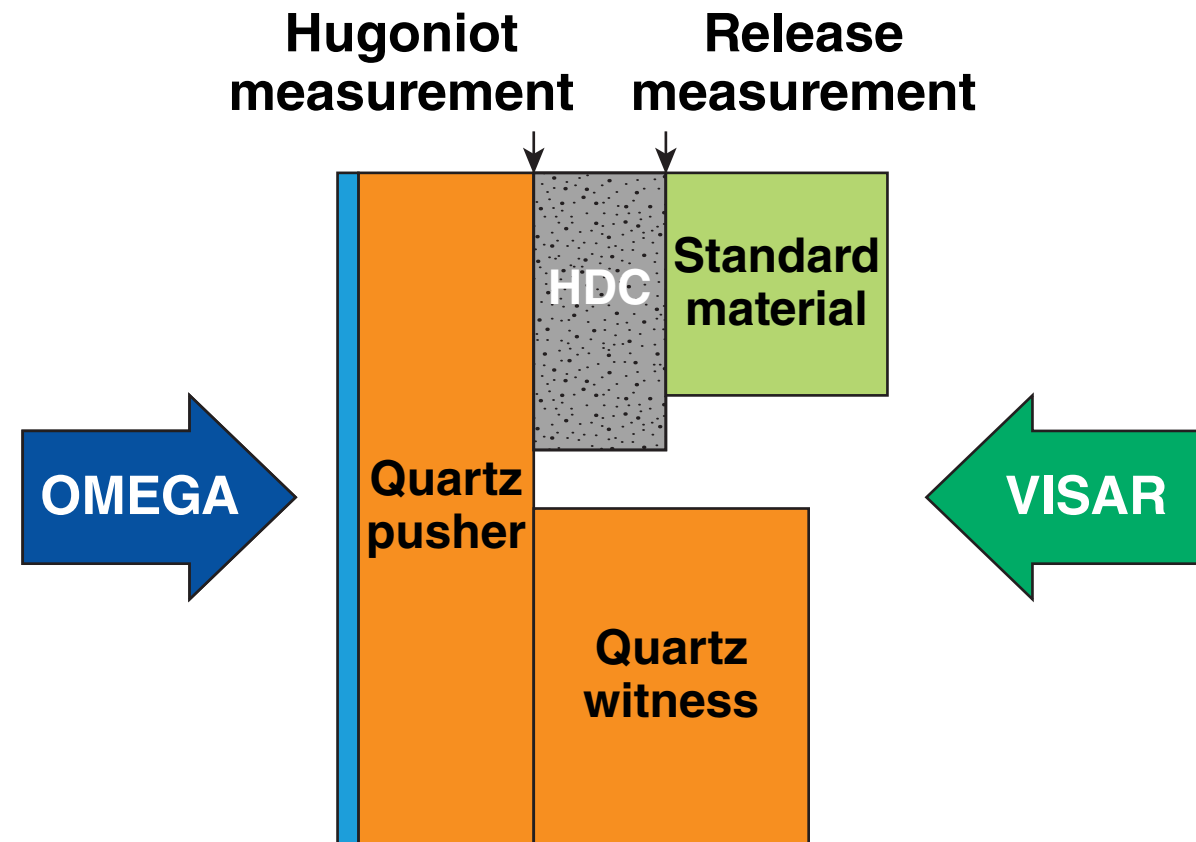 Hugoniot
measurement
Release
measurement
HDC
Standard
material
OMEGA
Quartz
pusher
VISAR
Quartz
witness